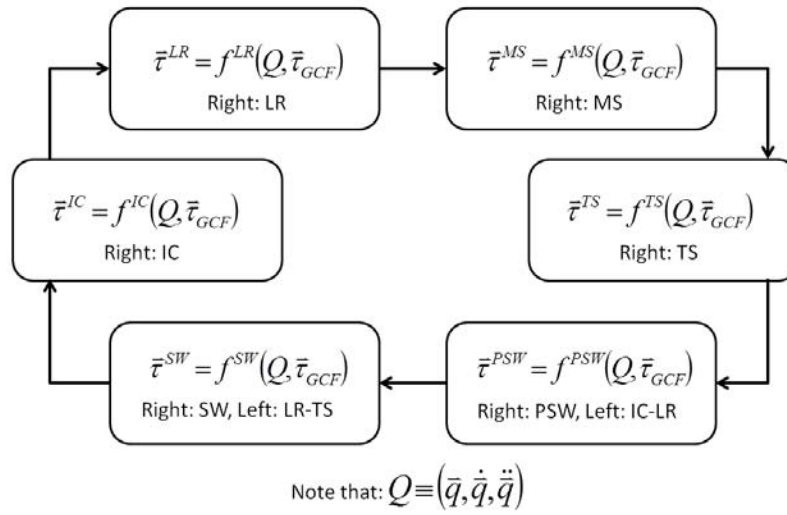 τ̄^LR = f^LR(Q, τ̄_GCF)
Right: LR
τ̄^MS = f^MS(Q, τ̄_GCF)
Right: MS
τ̄^IC = f^IC(Q, τ̄_GCF)
Right: IC
τ̄^TS = f^TS(Q, τ̄_GCF)
Right: TS
τ̄^SW = f^SW(Q, τ̄_GCF)
Right: SW, Left: LR-TS
τ̄^PSW = f^PSW(Q, τ̄_GCF)
Right: PSW, Left: IC-LR
Note that: Q ≡ (q̄, q̄̇, q̄̈)